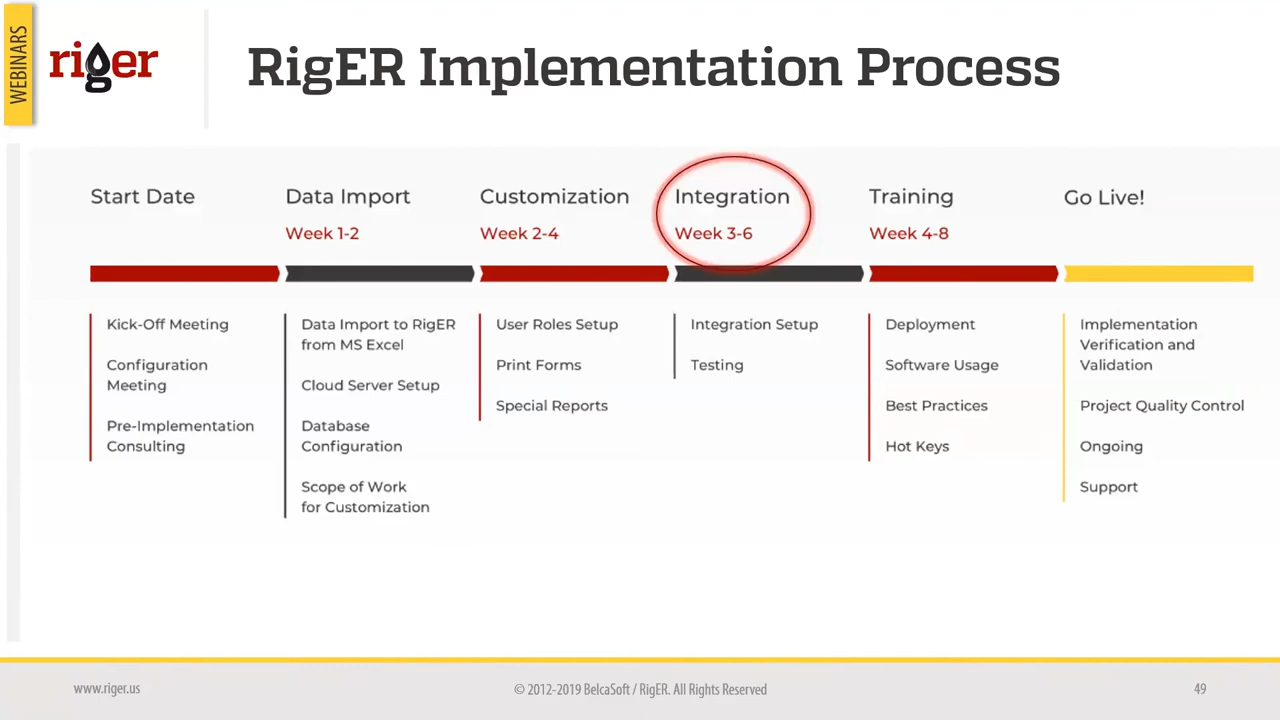 WEBINARS
riger
RigER Implementation Process
Start Date
Data Import
Week 1-2
Customization
Week 2-4
Integration
Week 3-6
Training
Week 4-8
Go Live!
Kick-Off Meeting
Configuration
Meeting
Pre-Implementation
Consulting
Data Import to RigER
from MS Excel
Cloud Server Setup
Database
Configuration
Scope of Work
for Customization
User Roles Setup
Print Forms
Special Reports
Integration Setup
Testing
Deployment
Software Usage
Best Practices
Hot Keys
Implementation
Verification and
Validation
Project Quality Control
Ongoing
Support
www.riger.us
© 2012-2019 BelcaSoft / RigER. All Rights Reserved
49